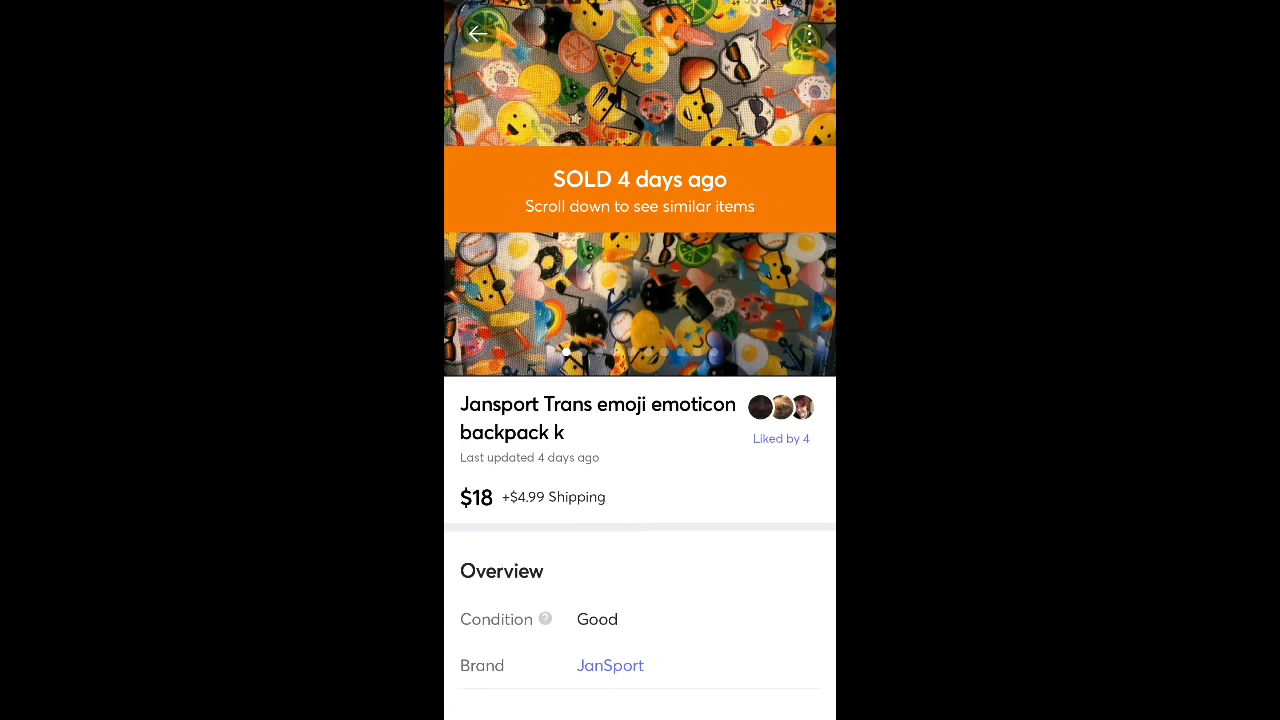 SOLD 4 days ago
Scroll down to see similar items
Jansport Trans emoji emoticon
backpack k
Liked by 4
Last updated 4 days ago
$18 +$4.99 Shipping
Overview
Condition ? Good
Brand JanSport